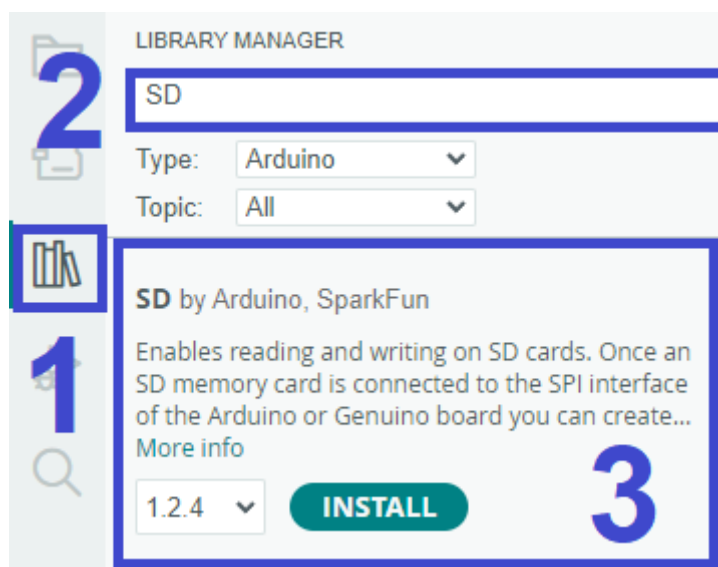 LIBRARY MANAGER
2
SD
Type: Arduino
Topic: All
SD by Arduino, SparkFun
1
Enables reading and writing on SD cards. Once an
SD memory card is connected to the SPI interface
of the Arduino or Genuino board you can create...
More info
1.2.4 INSTALL
3